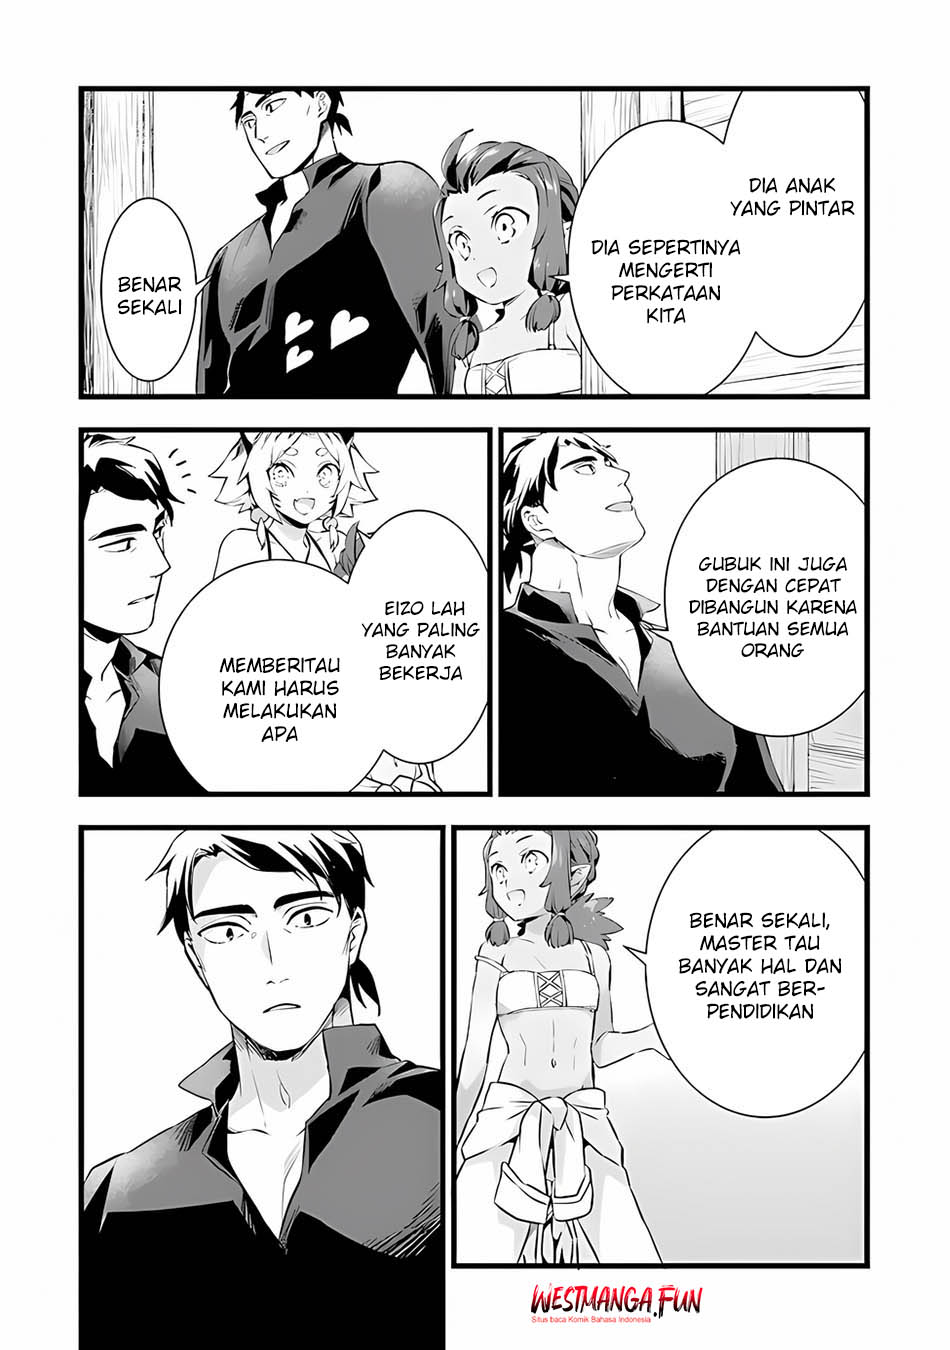 DIA ANAK
YANG PINTAR
DIA SEPERTINYA
MENGERTI
PERKATAAN
KITA
BENAR
SEKALI
GUBUK INI JUGA
DENGAN CEPAT
DIBANGUN KARENA
BANTUAN SEMUA
ORANG
EIZO LAH
YANG PALING
BANYAK
BEKERJA
MEMBERITAU
KAMI HARUS
MELAKUKAN
APA
BENAR SEKALI,
MASTER TAU
BANYAK HAL DAN
SANGAT BER-
PENDIDIKAN
WESTMANGA.FUN
Situs baca Komik Bahasa Indonesia